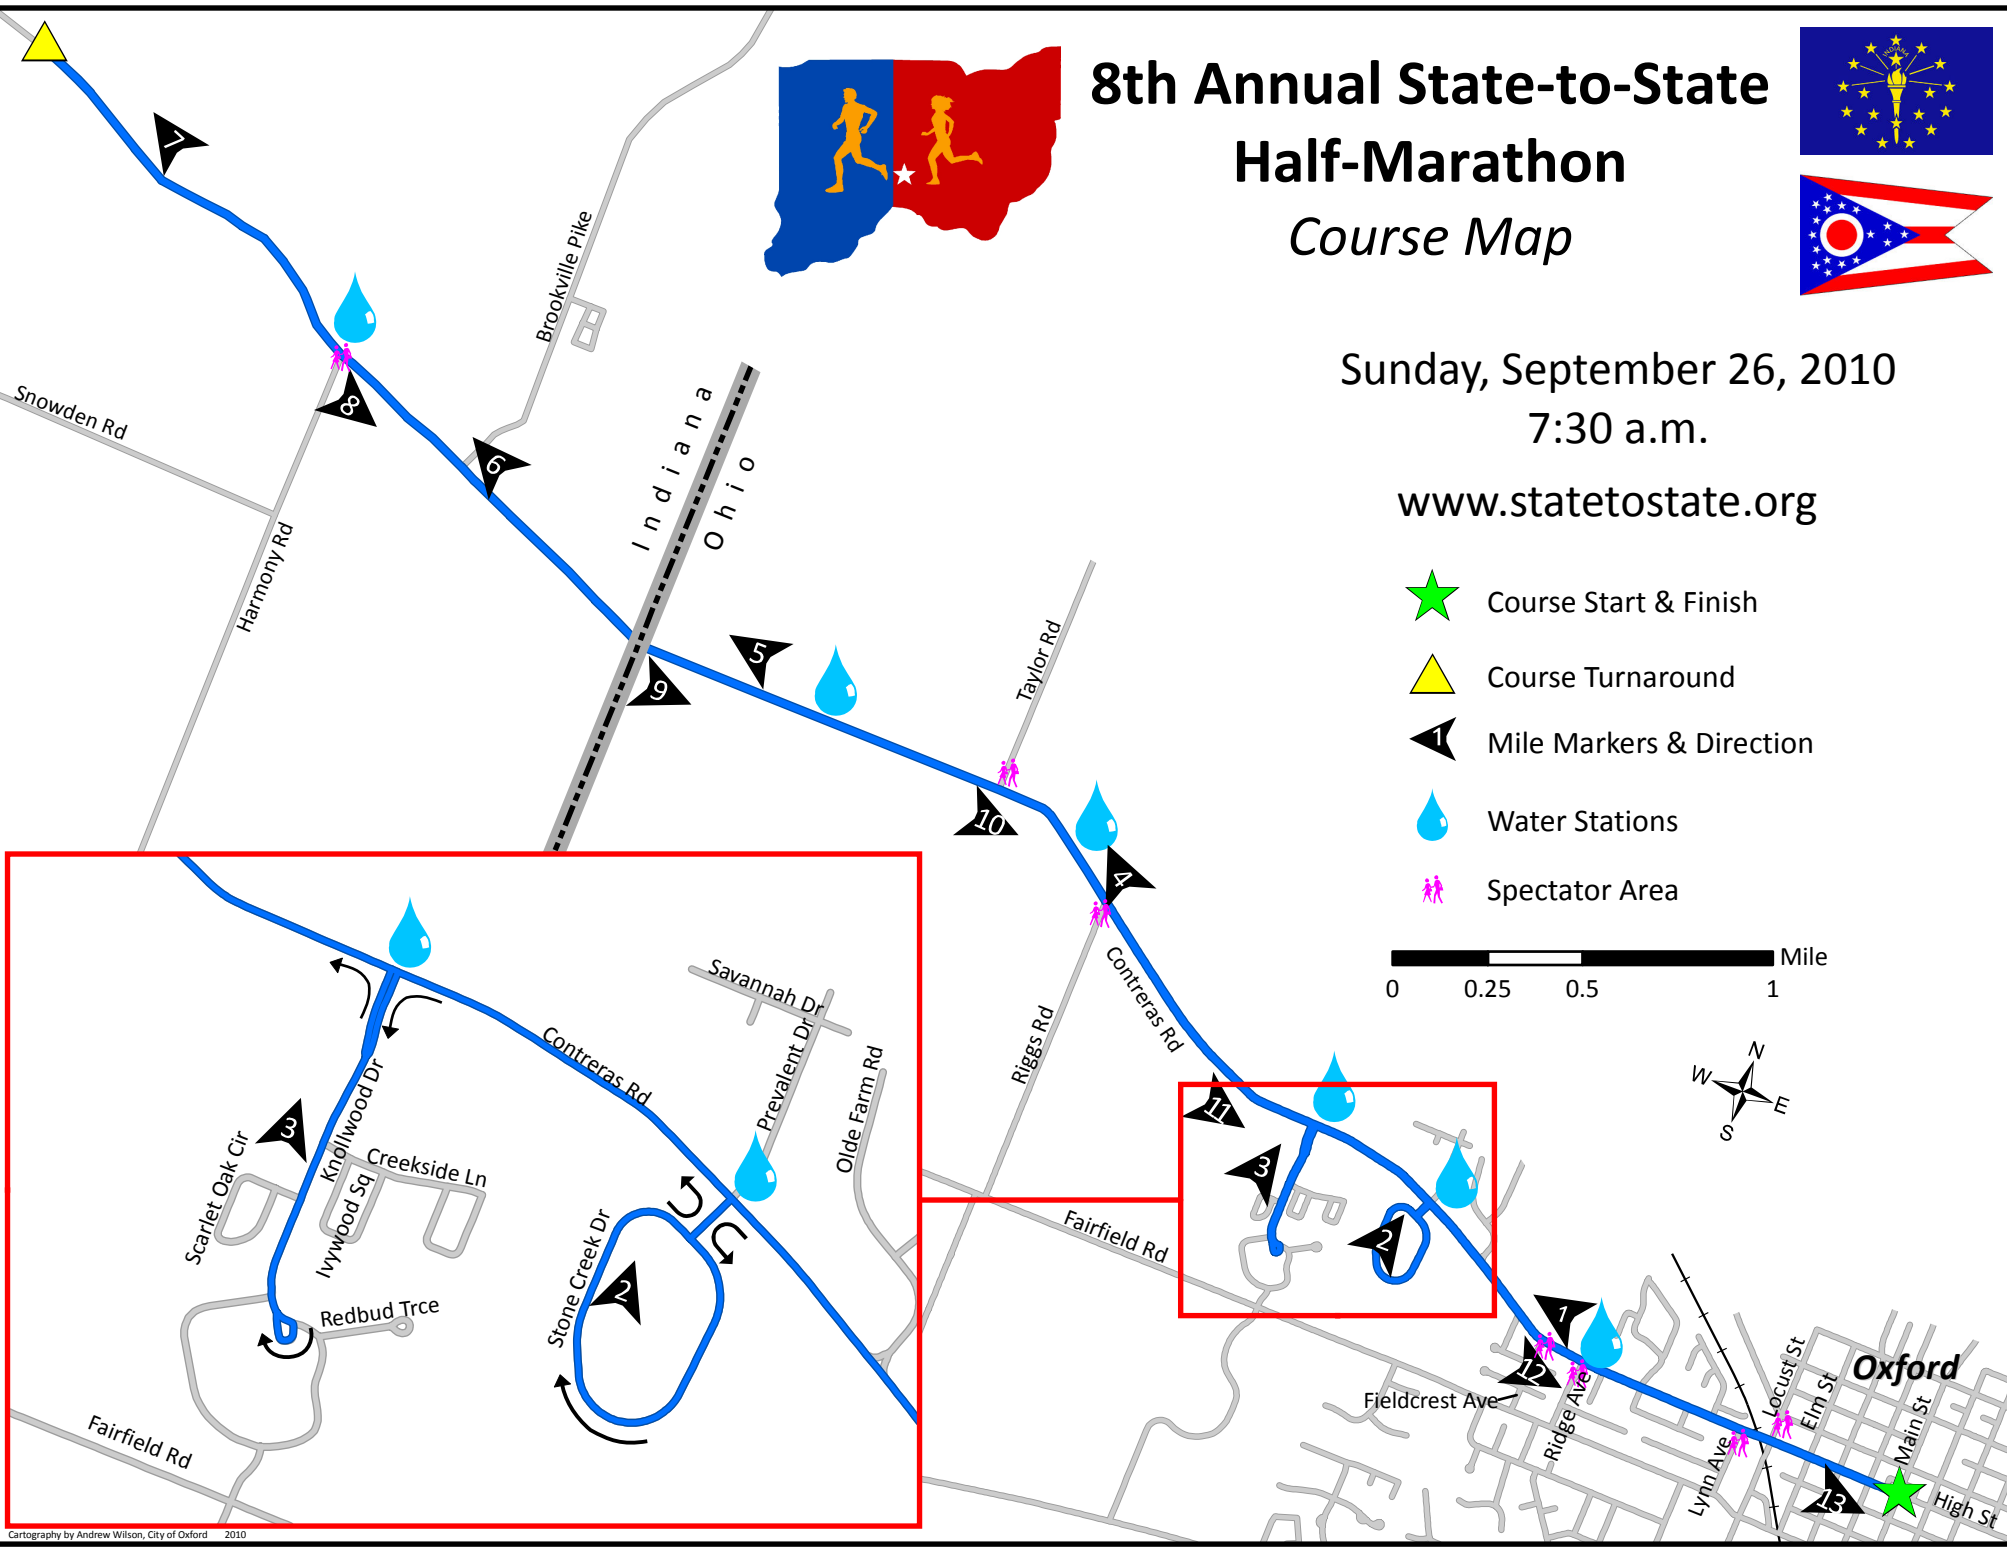 8th Annual State-to-State
Half-Marathon
Course Map
INDIANA
Sunday, September 26, 2010
7:30 a.m.
www.statetostate.org
Course Start & Finish
Course Turnaround
1
Mile Markers & Direction
Water Stations
Spectator Area
Mile
0
0.25
0.5
1
N
W
E
S
7
Brookville Pike
8
Snowden Rd
6
Indiana
Ohio
Harmony Rd
5
9
Taylor Rd
10
4
Contreras Rd
Riggs Rd
11
3
2
Fairfield Rd
1
12
Fieldcrest Ave
Ridge Ave
Lynn Ave
Locust St
Elm St
Main St
Oxford
13
High St
Savannah Dr
Prevalent Dr
Olde Farm Rd
Contreras Rd
3
Knollwood Dr
Scarlet Oak Cir
Creekside Ln
Ivywood Sq
Redbud Trce
Stone Creek Dr
2
Fairfield Rd
Cartography by Andrew Wilson, City of Oxford 2010